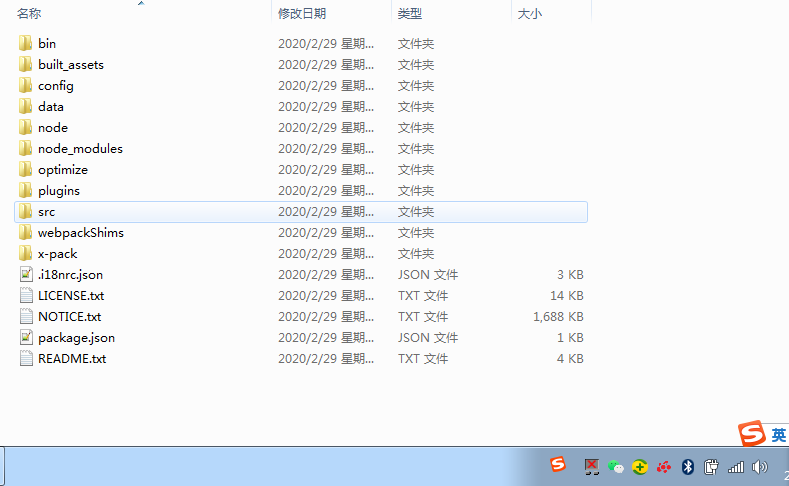 名称 修改日期 类型 大小
bin 2020/2/29 星期... 文件夹
built_assets 2020/2/29 星期... 文件夹
config 2020/2/29 星期... 文件夹
data 2020/2/29 星期... 文件夹
node 2020/2/29 星期... 文件夹
node_modules 2020/2/29 星期... 文件夹
optimize 2020/2/29 星期... 文件夹
plugins 2020/2/29 星期... 文件夹
src 2020/2/29 星期... 文件夹
webpackShims 2020/2/29 星期... 文件夹
x-pack 2020/2/29 星期... 文件夹
.i18nrc.json 2020/2/29 星期... JSON 文件 3 KB
LICENSE.txt 2020/2/29 星期... TXT 文件 14 KB
NOTICE.txt 2020/2/29 星期... TXT 文件 1,688 KB
package.json 2020/2/29 星期... JSON 文件 1 KB
README.txt 2020/2/29 星期... TXT 文件 4 KB
S 英
S
2